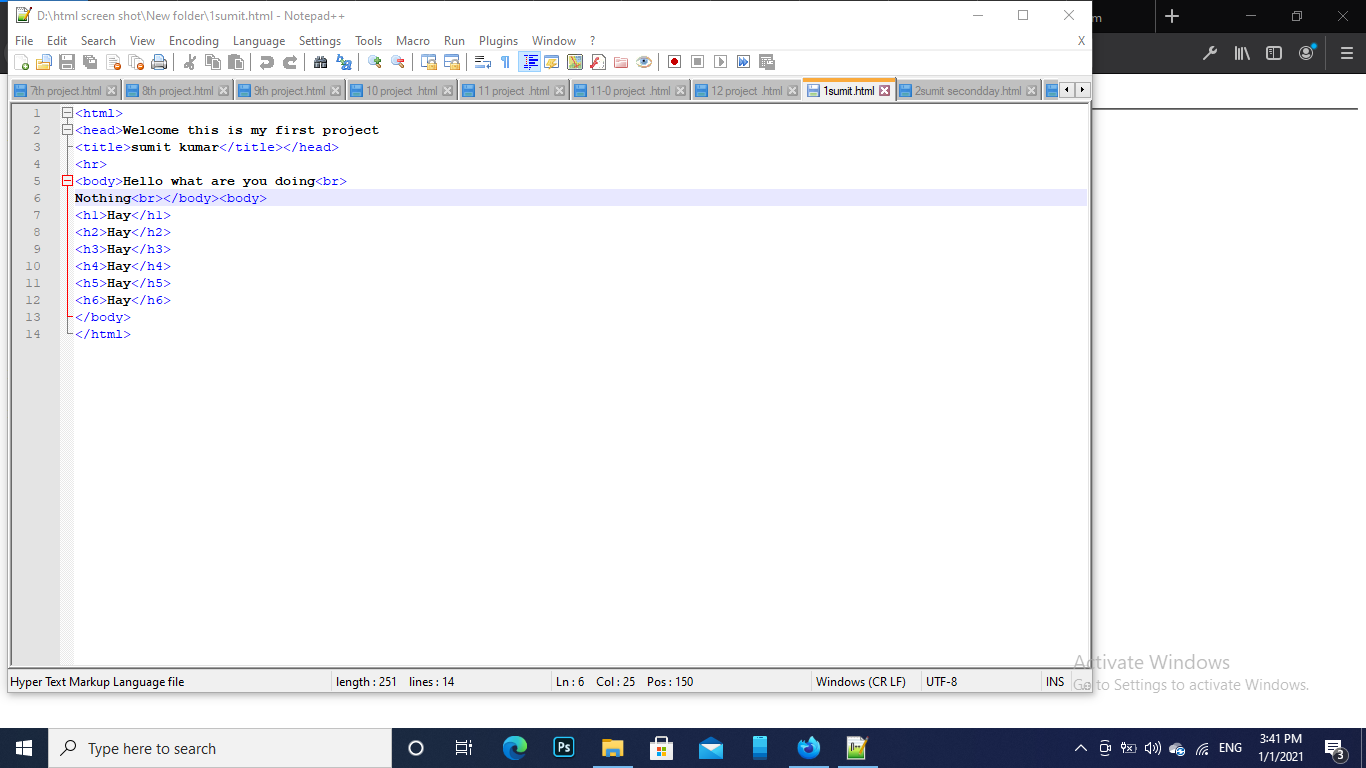 D:\html screen shot\New folder\1sumit.html - Notepad++
File Edit Search View Encoding Language Settings Tools Macro Run Plugins Window ? X
7th project.html 8th project.html 9th project.html 10 project .html 11 project .html 11-0 project .html 12 project .html 1sumit.html 2sumit secondday.html
1 <html>
2 <head>Welcome this is my first project
3 <title>sumit kumar</title></head>
4 <hr>
5 <body>Hello what are you doing<br>
6 Nothing<br></body><body>
7 <h1>Hay</h1>
8 <h2>Hay</h2>
9 <h3>Hay</h3>
10 <h4>Hay</h4>
11 <h5>Hay</h5>
12 <h6>Hay</h6>
13 </body>
14 </html>
Activate Windows
Go to Settings to activate Windows.
Hyper Text Markup Language file length : 251 lines : 14 Ln : 6 Col : 25 Pos : 150 Windows (CR LF) UTF-8 INS
Type here to search Ps ENG 3:41 PM
1/1/2021 3